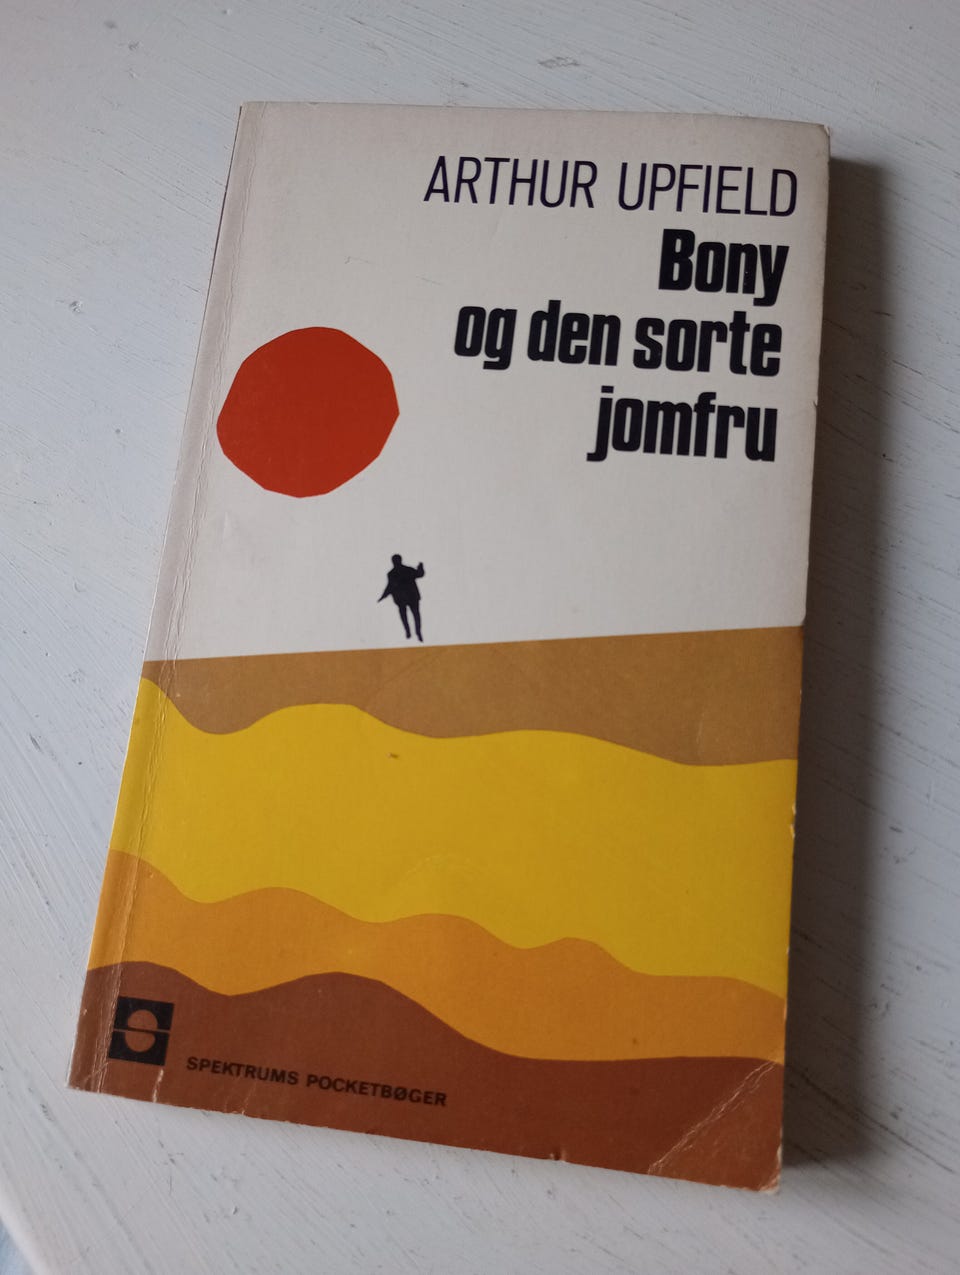 ARTHUR UPFIELD
Bony
og den sorte
jomfru
SPEKTRUMS POCKETBØGER